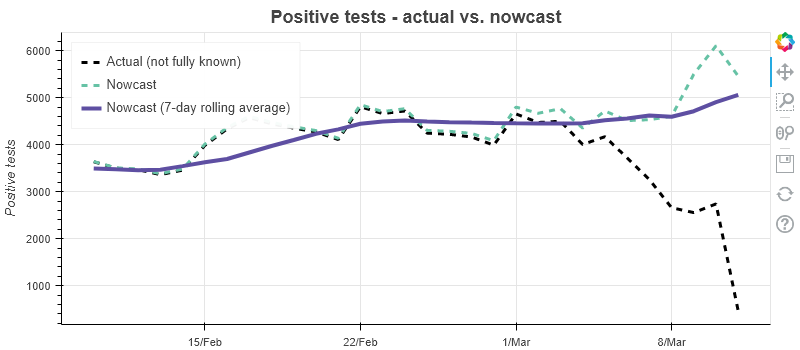 Positive tests - actual vs. nowcast
Actual (not fully known)
Nowcast
Nowcast (7-day rolling average)
Positive tests
6000
5000
4000
3000
2000
1000
15/Feb
22/Feb
1/Mar
8/Mar